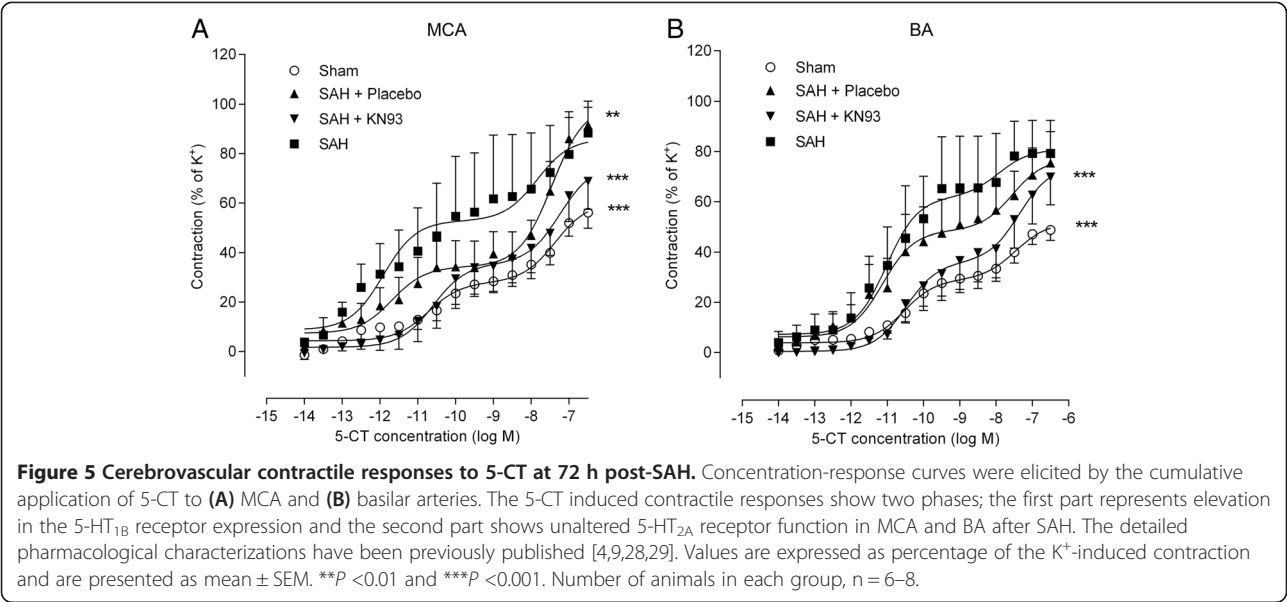 A
MCA
120
100
80
60
40
20
0
Contraction (% of K⁺)
Sham
SAH + Placebo
SAH + KN93
SAH
**
***
***
-15 -14 -13 -12 -11 -10 -9 -8 -7
5-CT concentration (log M)
B
BA
120
100
80
60
40
20
0
Contraction (% of K⁺)
Sham
SAH + Placebo
SAH + KN93
SAH
***
***
-15 -14 -13 -12 -11 -10 -9 -8 -7 -6
5-CT concentration (log M)
Figure 5 Cerebrovascular contractile responses to 5-CT at 72 h post-SAH. Concentration-response curves were elicited by the cumulative
application of 5-CT to (A) MCA and (B) basilar arteries. The 5-CT induced contractile responses show two phases; the first part represents elevation
in the 5-HT₁B receptor expression and the second part shows unaltered 5-HT₂A receptor function in MCA and BA after SAH. The detailed
pharmacological characterizations have been previously published [4,9,28,29]. Values are expressed as percentage of the K⁺-induced contraction
and are presented as mean ± SEM. **P <0.01 and ***P <0.001. Number of animals in each group, n = 6–8.